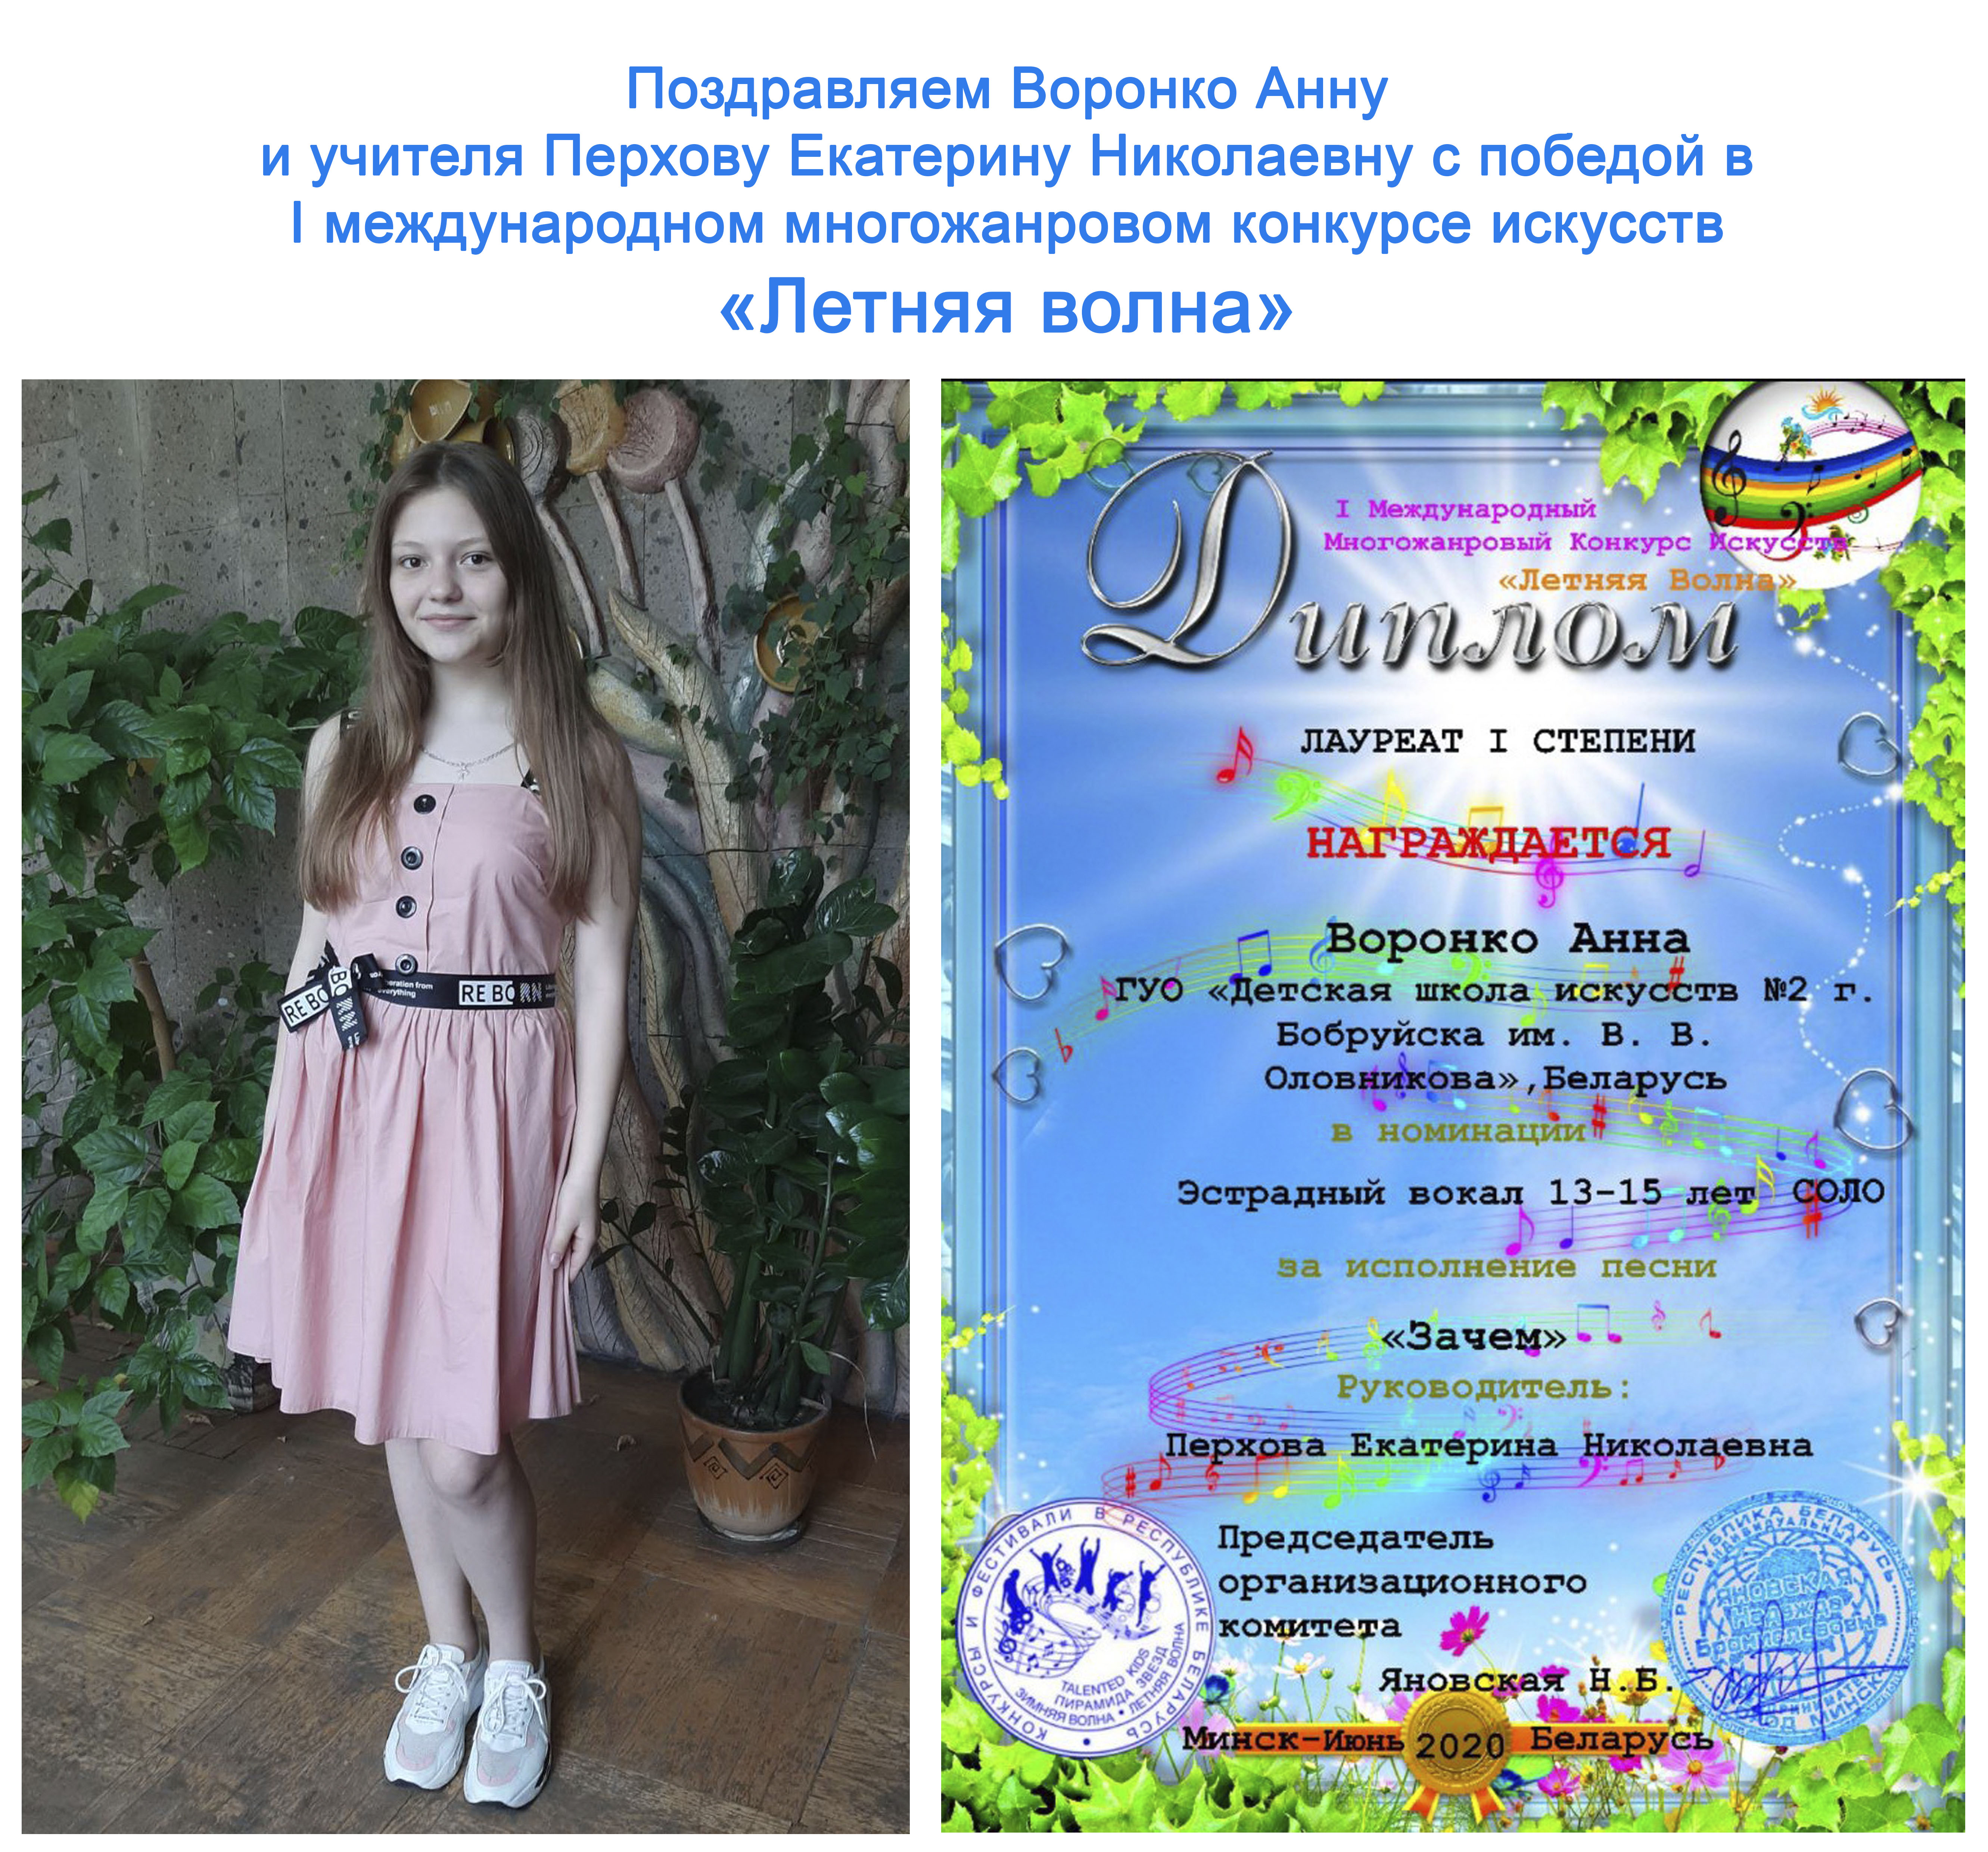 Поздравляем Воронко Анну
и учителя Перхову Екатерину Николаевну с победой в
I международном многожанровом конкурсе искусств
«Летняя волна»
RE BO
RE BORN
eration from
everything
I Международный
Многожанровый Конкурс Искусств
«Летняя Волна»
Диплом
ЛАУРЕАТ I СТЕПЕНИ
НАГРАЖДАЕТСЯ
Воронко Анна
ГУО «Детская школа искусств №2 г.
Бобруйска им. В. В.
Оловникова»,Беларусь
в номинации
Эстрадный вокал 13-15 лет СОЛО
за исполнение песни
«Зачем»
Руководитель:
Перхова Екатерина Николаевна
Председатель
организационного
комитета
Яновская Н.Б.
Минск-Июнь 2020 Беларусь
КОНКУРСЫ И ФЕСТИВАЛИ В РЕСПУБЛИКЕ БЕЛАРУСЬ
TALENTED KIDS
ПИРАМИДА ЗВЕЗД
ЗИМНЯЯ ВОЛНА • ЛЕТНЯЯ ВОЛНА
РЕСПУБЛИКА БЕЛАРУСЬ
ЯНОВСКАЯ
Надежда
Брониславовна